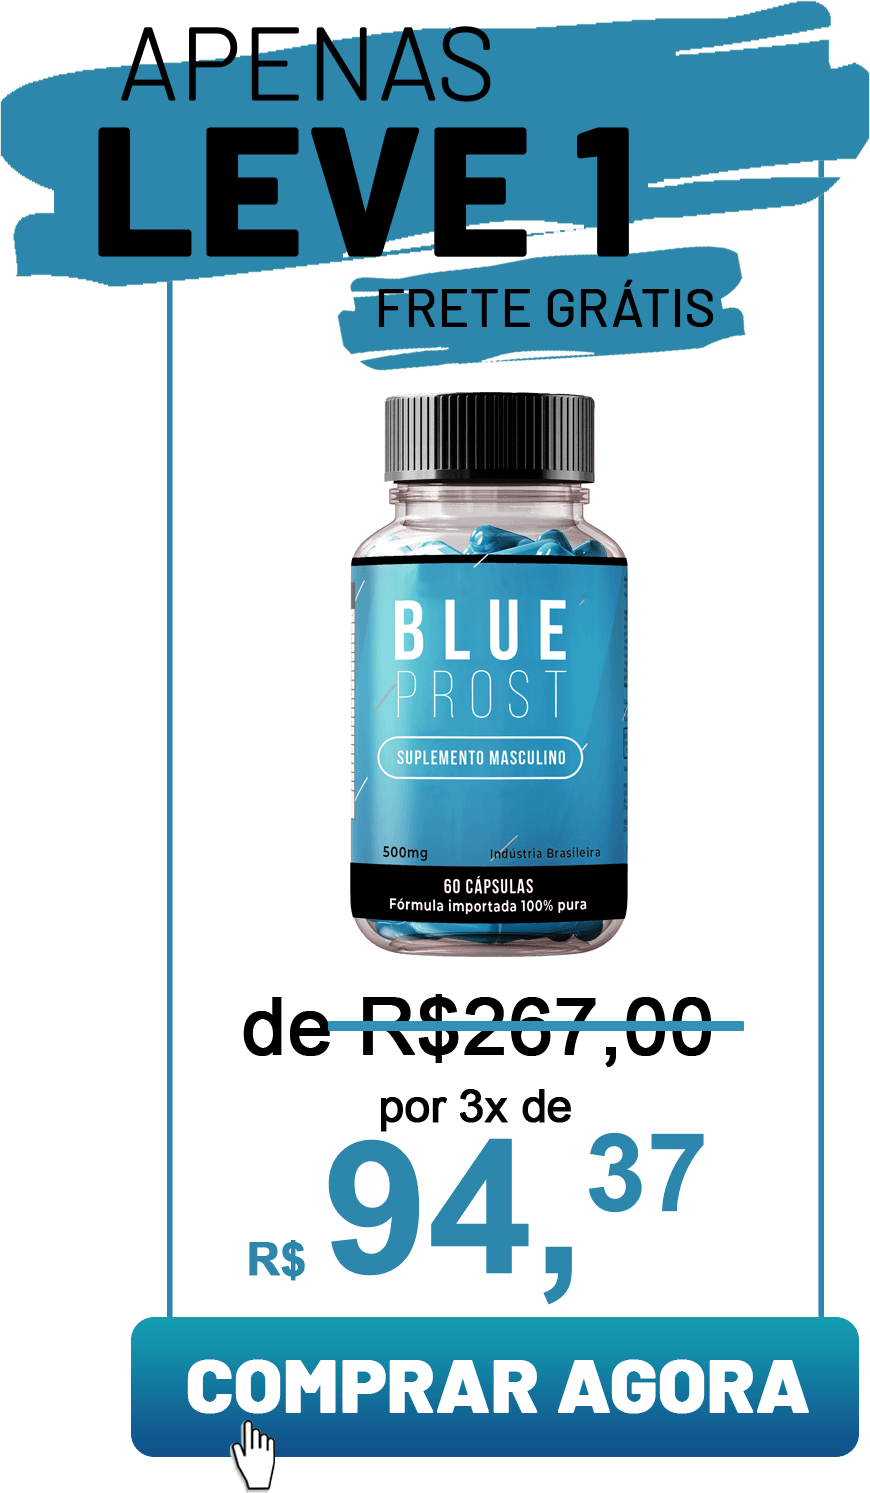 APENAS
LEVE 1
FRETE GRÁTIS
BLUE
PROST
SUPLEMENTO MASCULINO
500mg Indústria Brasileira
60 CÁPSULAS
Fórmula importada 100% pura
de R$267,00
por 3x de
R$ 94,37
COMPRAR AGORA